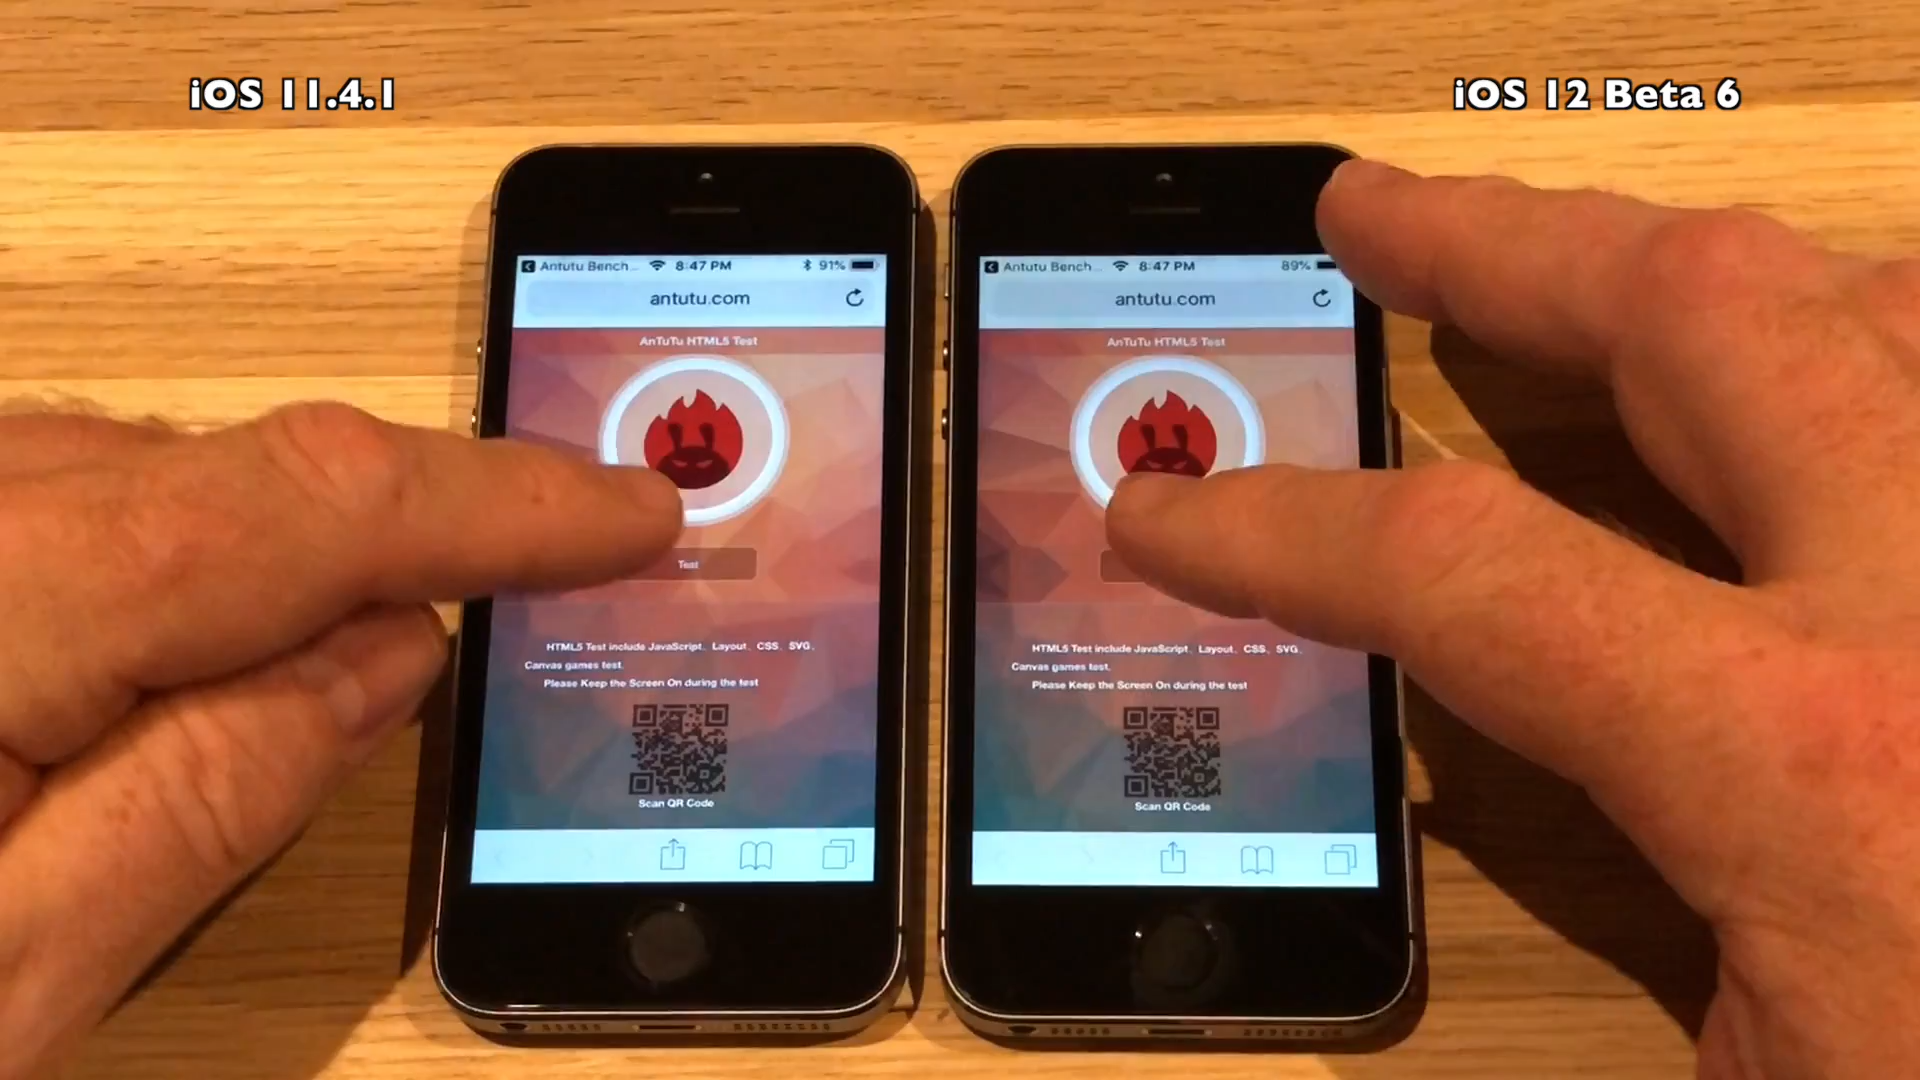 iOS 11.4.1
iOS 12 Beta 6
Antutu Bench... 8:47 PM 91%
antutu.com
AnTuTu HTML5 Test
Test
HTML5 Test include JavaScript、Layout、CSS、SVG、
Canvas games test.
Please Keep the Screen On during the test
Scan QR Code
Antutu Bench... 8:47 PM 89%
antutu.com
AnTuTu HTML5 Test
HTML5 Test include JavaScript、Layout、CSS、SVG、
Canvas games test.
Please Keep the Screen On during the test
Scan QR Code